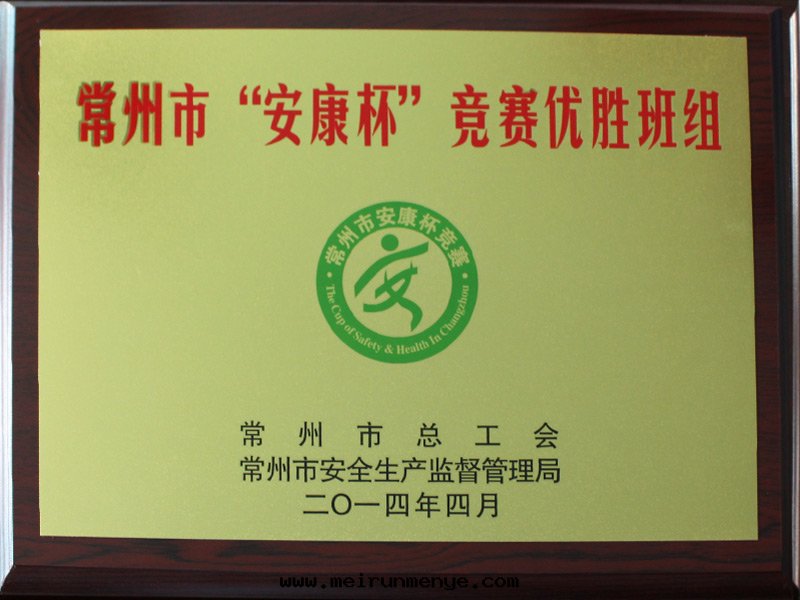 常州市“安康杯”竞赛优胜班组
·常州市安康杯竞赛·
The Cup of Safety & Health In Changzhou
安
常州市总工会
常州市安全生产监督管理局
二〇一四年四月
www.meirunmenye.com